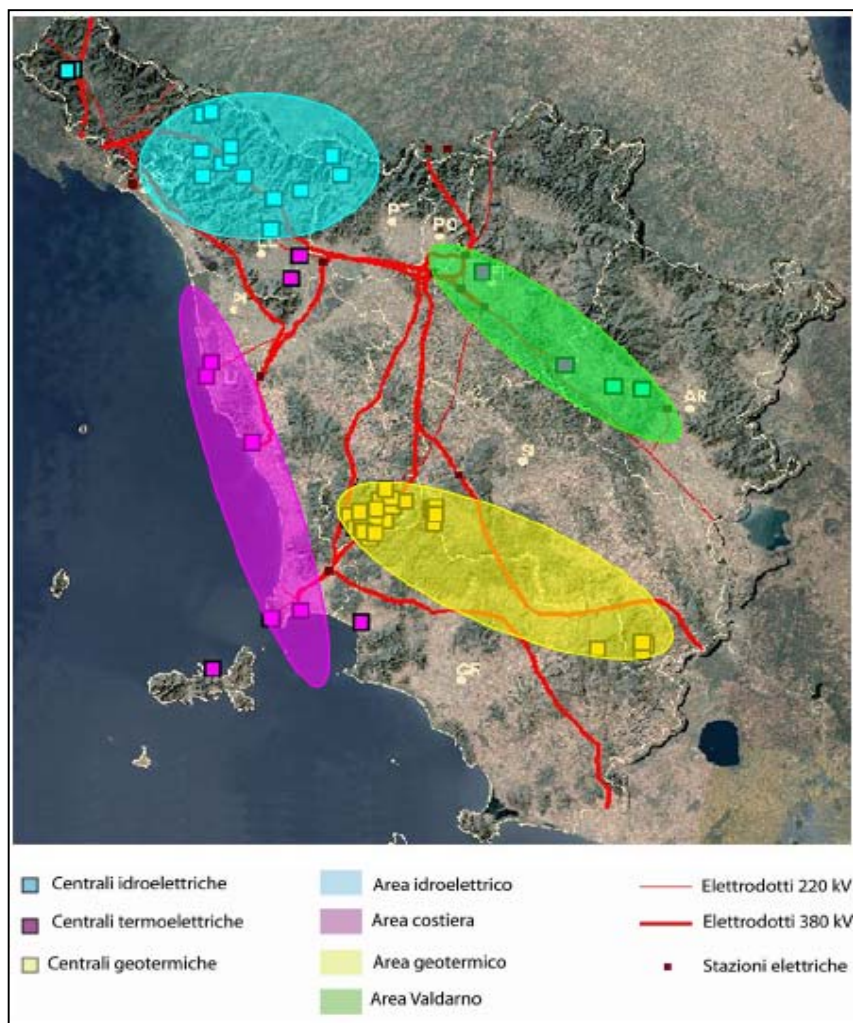 PO
AR
SI
Centrali idroelettriche
Centrali termoelettriche
Centrali geotermiche
Area idroelettrico
Area costiera
Area geotermico
Area Valdarno
Elettrodotti 220 kV
Elettrodotti 380 kV
Stazioni elettriche